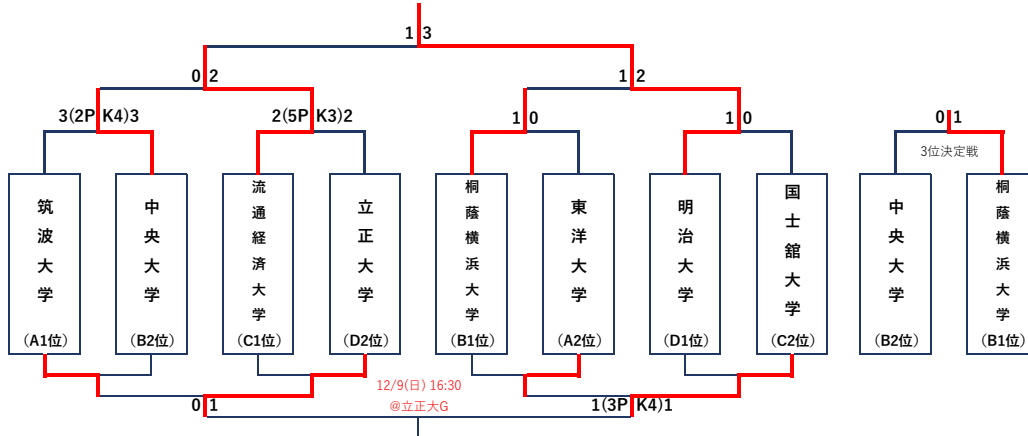 1 3
0 2
1 2
3(2P K4)3
2(5P K3)2
1 0
1 0
0 1
3位決定戦
筑波大学
(A1位)
中央大学
(B2位)
流通経済大学
(C1位)
立正大学
(D2位)
桐蔭横浜大学
(B1位)
東洋大学
(A2位)
明治大学
(D1位)
国士舘大学
(C2位)
中央大学
(B2位)
桐蔭横浜大学
(B1位)
12/9(日) 16:30
@立正大G
0 1
1(3P K4)1